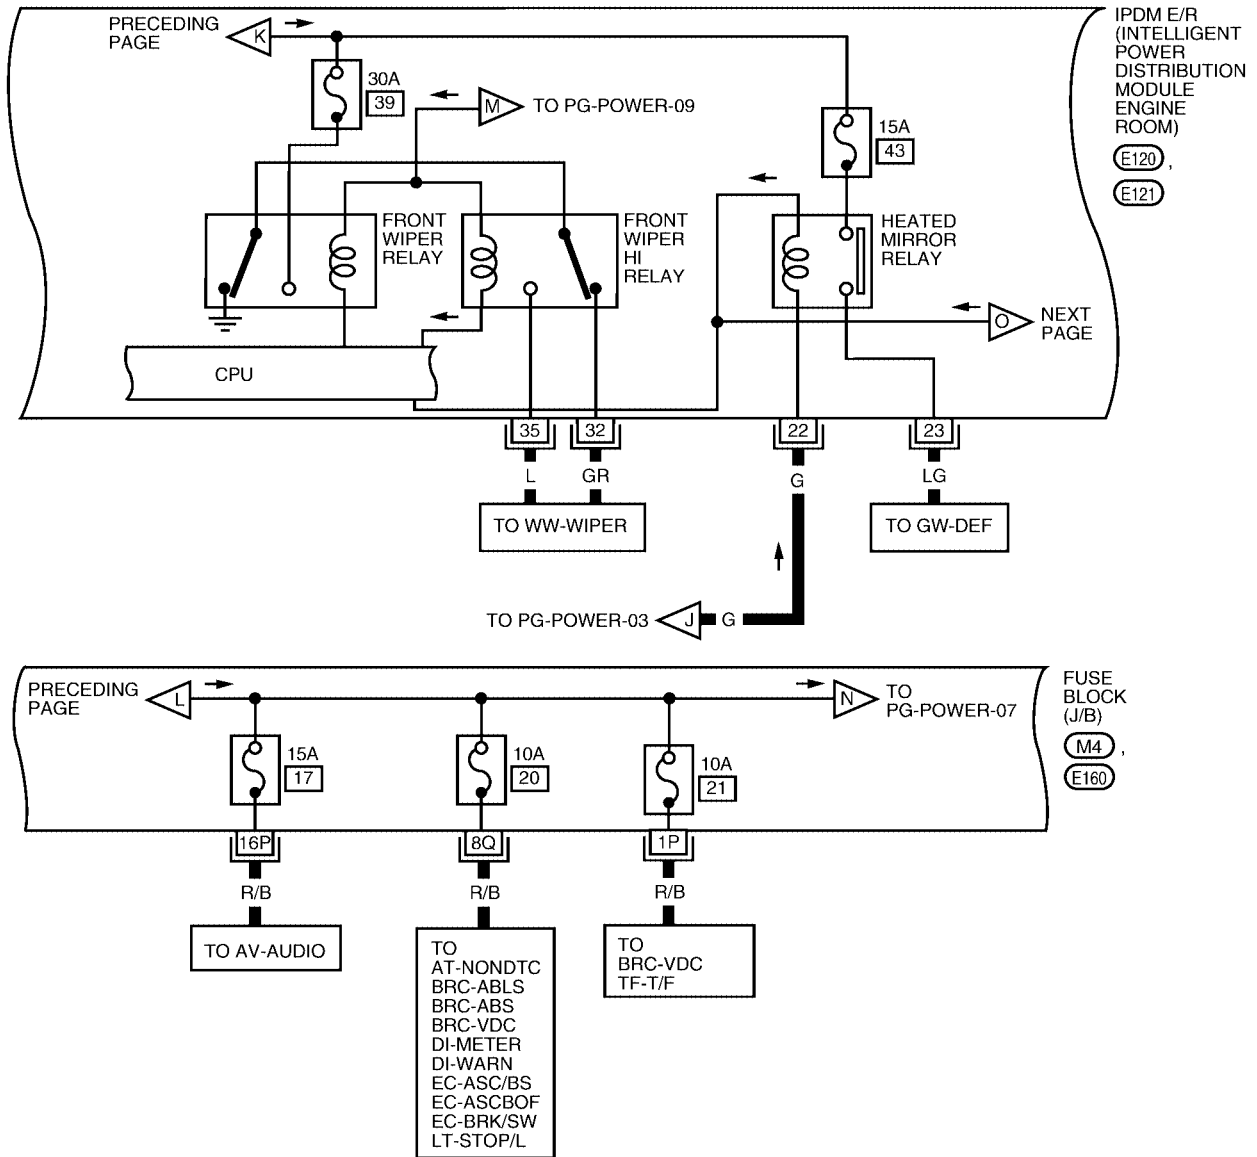 PRECEDING
PAGE
K
IPDM E/R
(INTELLIGENT
POWER
DISTRIBUTION
MODULE
ENGINE
ROOM)
E120 ,
E121
30A
39
M
TO PG-POWER-09
15A
43
FRONT
WIPER
RELAY
FRONT
WIPER
HI
RELAY
HEATED
MIRROR
RELAY
O
NEXT
PAGE
CPU
35
32
22
23
L
GR
G
LG
TO WW-WIPER
TO GW-DEF
TO PG-POWER-03
J
G
PRECEDING
PAGE
L
N
TO
PG-POWER-07
FUSE
BLOCK
(J/B)
M4 ,
E160
15A
17
10A
20
10A
21
16P
8Q
1P
R/B
R/B
R/B
TO AV-AUDIO
TO
AT-NONDTC
BRC-ABLS
BRC-ABS
BRC-VDC
DI-METER
DI-WARN
EC-ASC/BS
EC-ASCBOF
EC-BRK/SW
LT-STOP/L
TO
BRC-VDC
TF-T/F